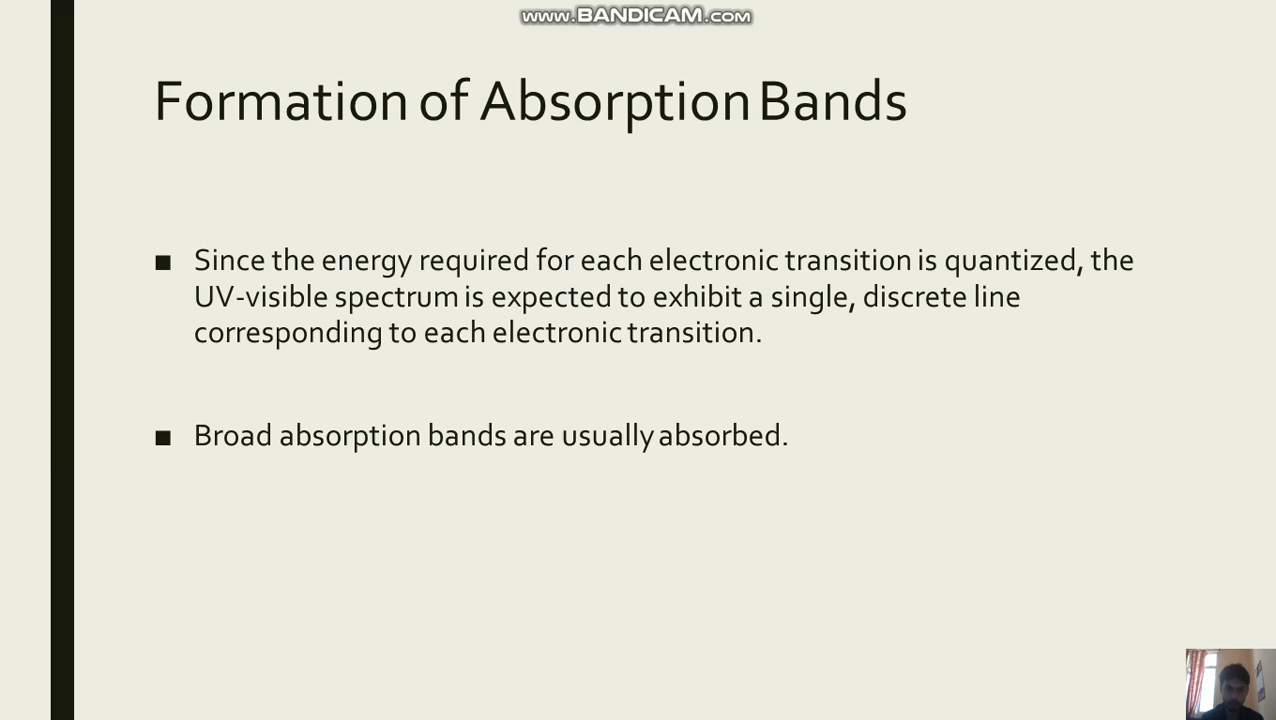 www.BANDICAM.com
Formation of Absorption Bands
■ Since the energy required for each electronic transition is quantized, the
UV-visible spectrum is expected to exhibit a single, discrete line
corresponding to each electronic transition.
■ Broad absorption bands are usually absorbed.